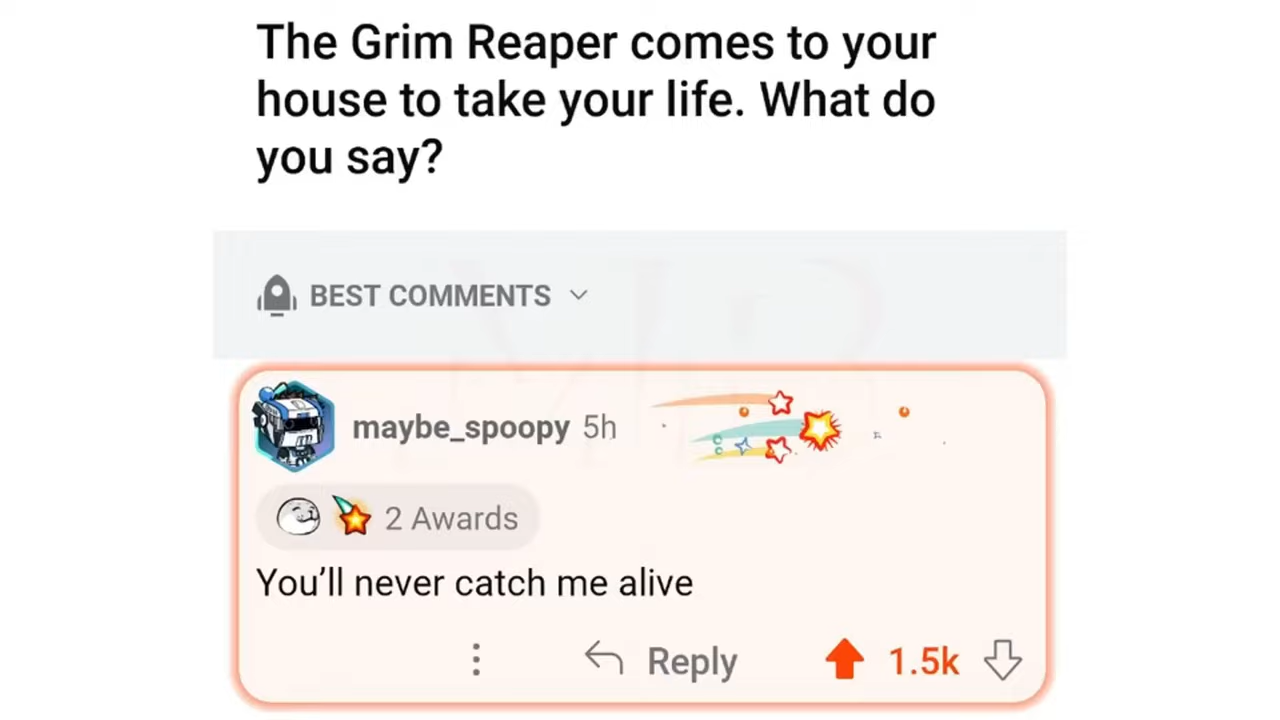 The Grim Reaper comes to your
house to take your life. What do
you say?
BEST COMMENTS
maybe_spoopy 5h
2 Awards
You’ll never catch me alive
Reply 1.5k